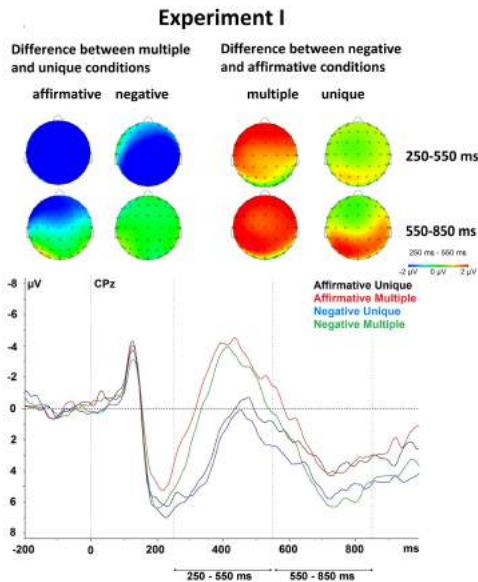 Experiment I
Difference between multiple and unique conditions
Difference between negative and affirmative conditions
affirmative negative
multiple unique
250-550 ms
550-850 ms
250 ms - 550 ms
-2 µV 0 µV 2 µV
-8 µV CPz
Affirmative Unique
Affirmative Multiple
Negative Unique
Negative Multiple
-6
-4
-2
0
2
4
6
8
-200 0 200 400 600 800 ms
250 - 550 ms 550 - 850 ms